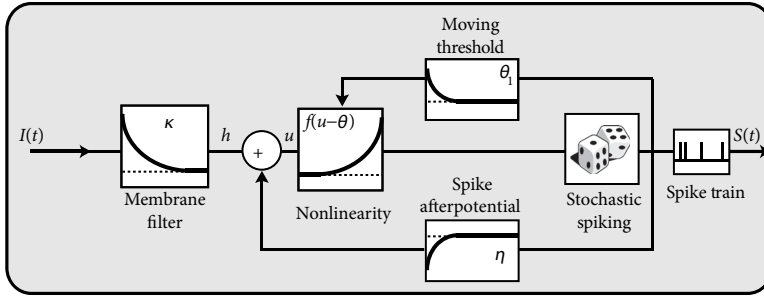 Moving
threshold
θ1
I(t)
κ
h
+
u
f(u−θ)
S(t)
Membrane
filter
Nonlinearity
Spike
afterpotential
η
Stochastic
spiking
Spike train